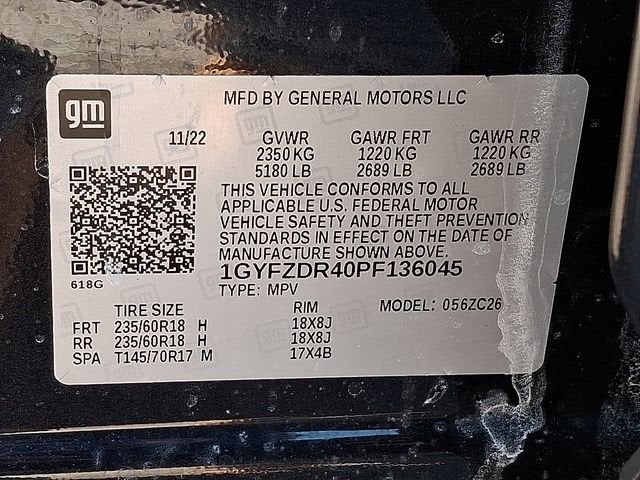 gm
MFD BY GENERAL MOTORS LLC
11/22 GVWR GAWR FRT GAWR RR
2350 KG 1220 KG 1220 KG
5180 LB 2689 LB 2689 LB
THIS VEHICLE CONFORMS TO ALL
APPLICABLE U.S. FEDERAL MOTOR
VEHICLE SAFETY AND THEFT PREVENTION
STANDARDS IN EFFECT ON THE DATE OF
MANUFACTURE SHOWN ABOVE.
1GYFZDR40PF136045
618G
TYPE: MPV
TIRE SIZE RIM MODEL: 056ZC26
FRT 235/60R18 H 18X8J
RR 235/60R18 H 18X8J
SPA T145/70R17 M 17X4B